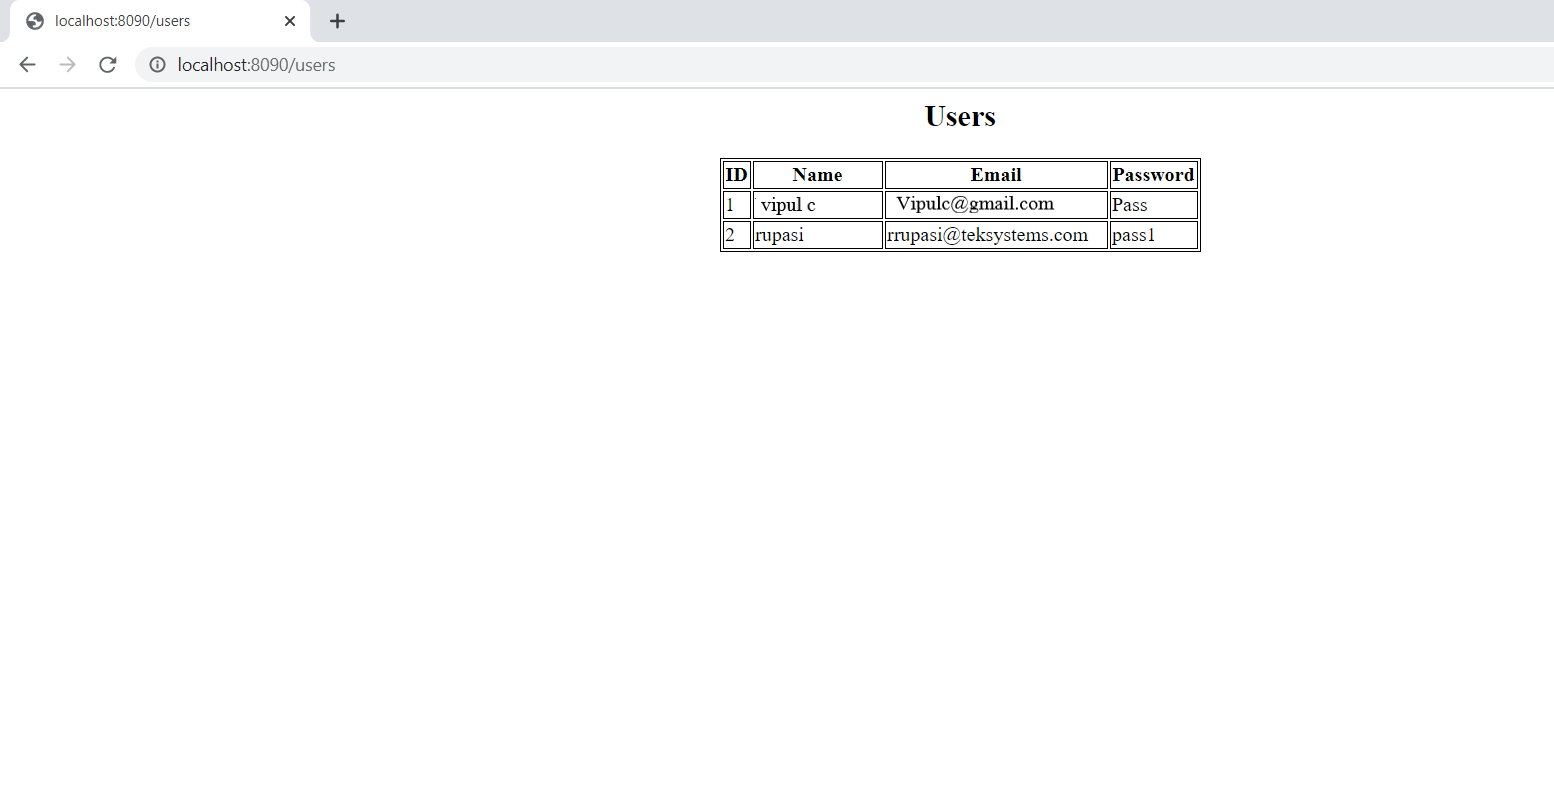 localhost:8090/users
localhost:8090/users
Users
ID Name Email Password
1 vipul c Vipulc@gmail.com Pass
2 rupasi rrupasi@teksystems.com pass1